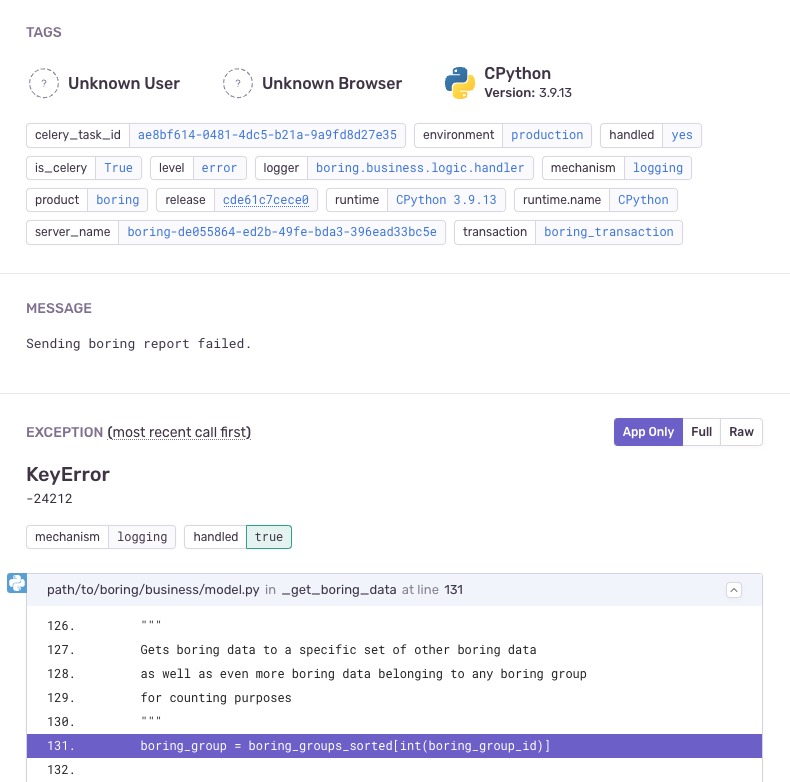 TAGS
? Unknown User ? Unknown Browser CPython
Version: 3.9.13
celery_task_id ae8bf614-0481-4dc5-b21a-9a9fd8d27e35 environment production handled yes
is_celery True level error logger boring.business.logic.handler mechanism logging
product boring release cde61c7cece0 runtime CPython 3.9.13 runtime.name CPython
server_name boring-de055864-ed2b-49fe-bda3-396ead33bc5e transaction boring_transaction
MESSAGE
Sending boring report failed.
EXCEPTION (most recent call first) App Only Full Raw
KeyError
-24212
mechanism logging handled true
path/to/boring/business/model.py in _get_boring_data at line 131
126. """
127. Gets boring data to a specific set of other boring data
128. as well as even more boring data belonging to any boring group
129. for counting purposes
130. """
131. boring_group = boring_groups_sorted[int(boring_group_id)]
132.